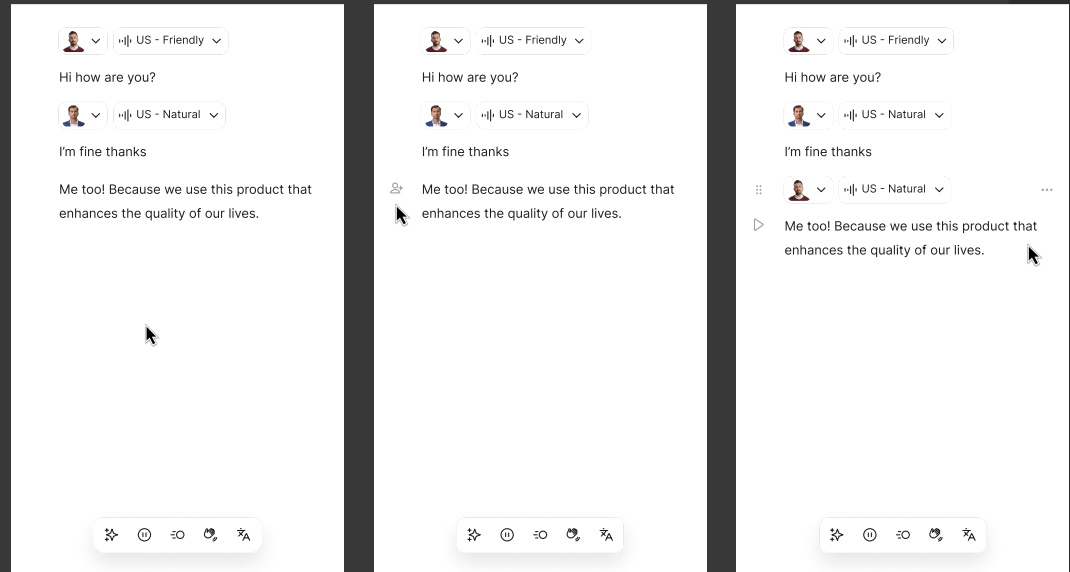 US - Friendly
Hi how are you?
US - Natural
I'm fine thanks
Me too! Because we use this product that
enhances the quality of our lives.
US - Friendly
Hi how are you?
US - Natural
I'm fine thanks
Me too! Because we use this product that
enhances the quality of our lives.
US - Friendly
Hi how are you?
US - Natural
I'm fine thanks
US - Natural
Me too! Because we use this product that
enhances the quality of our lives.